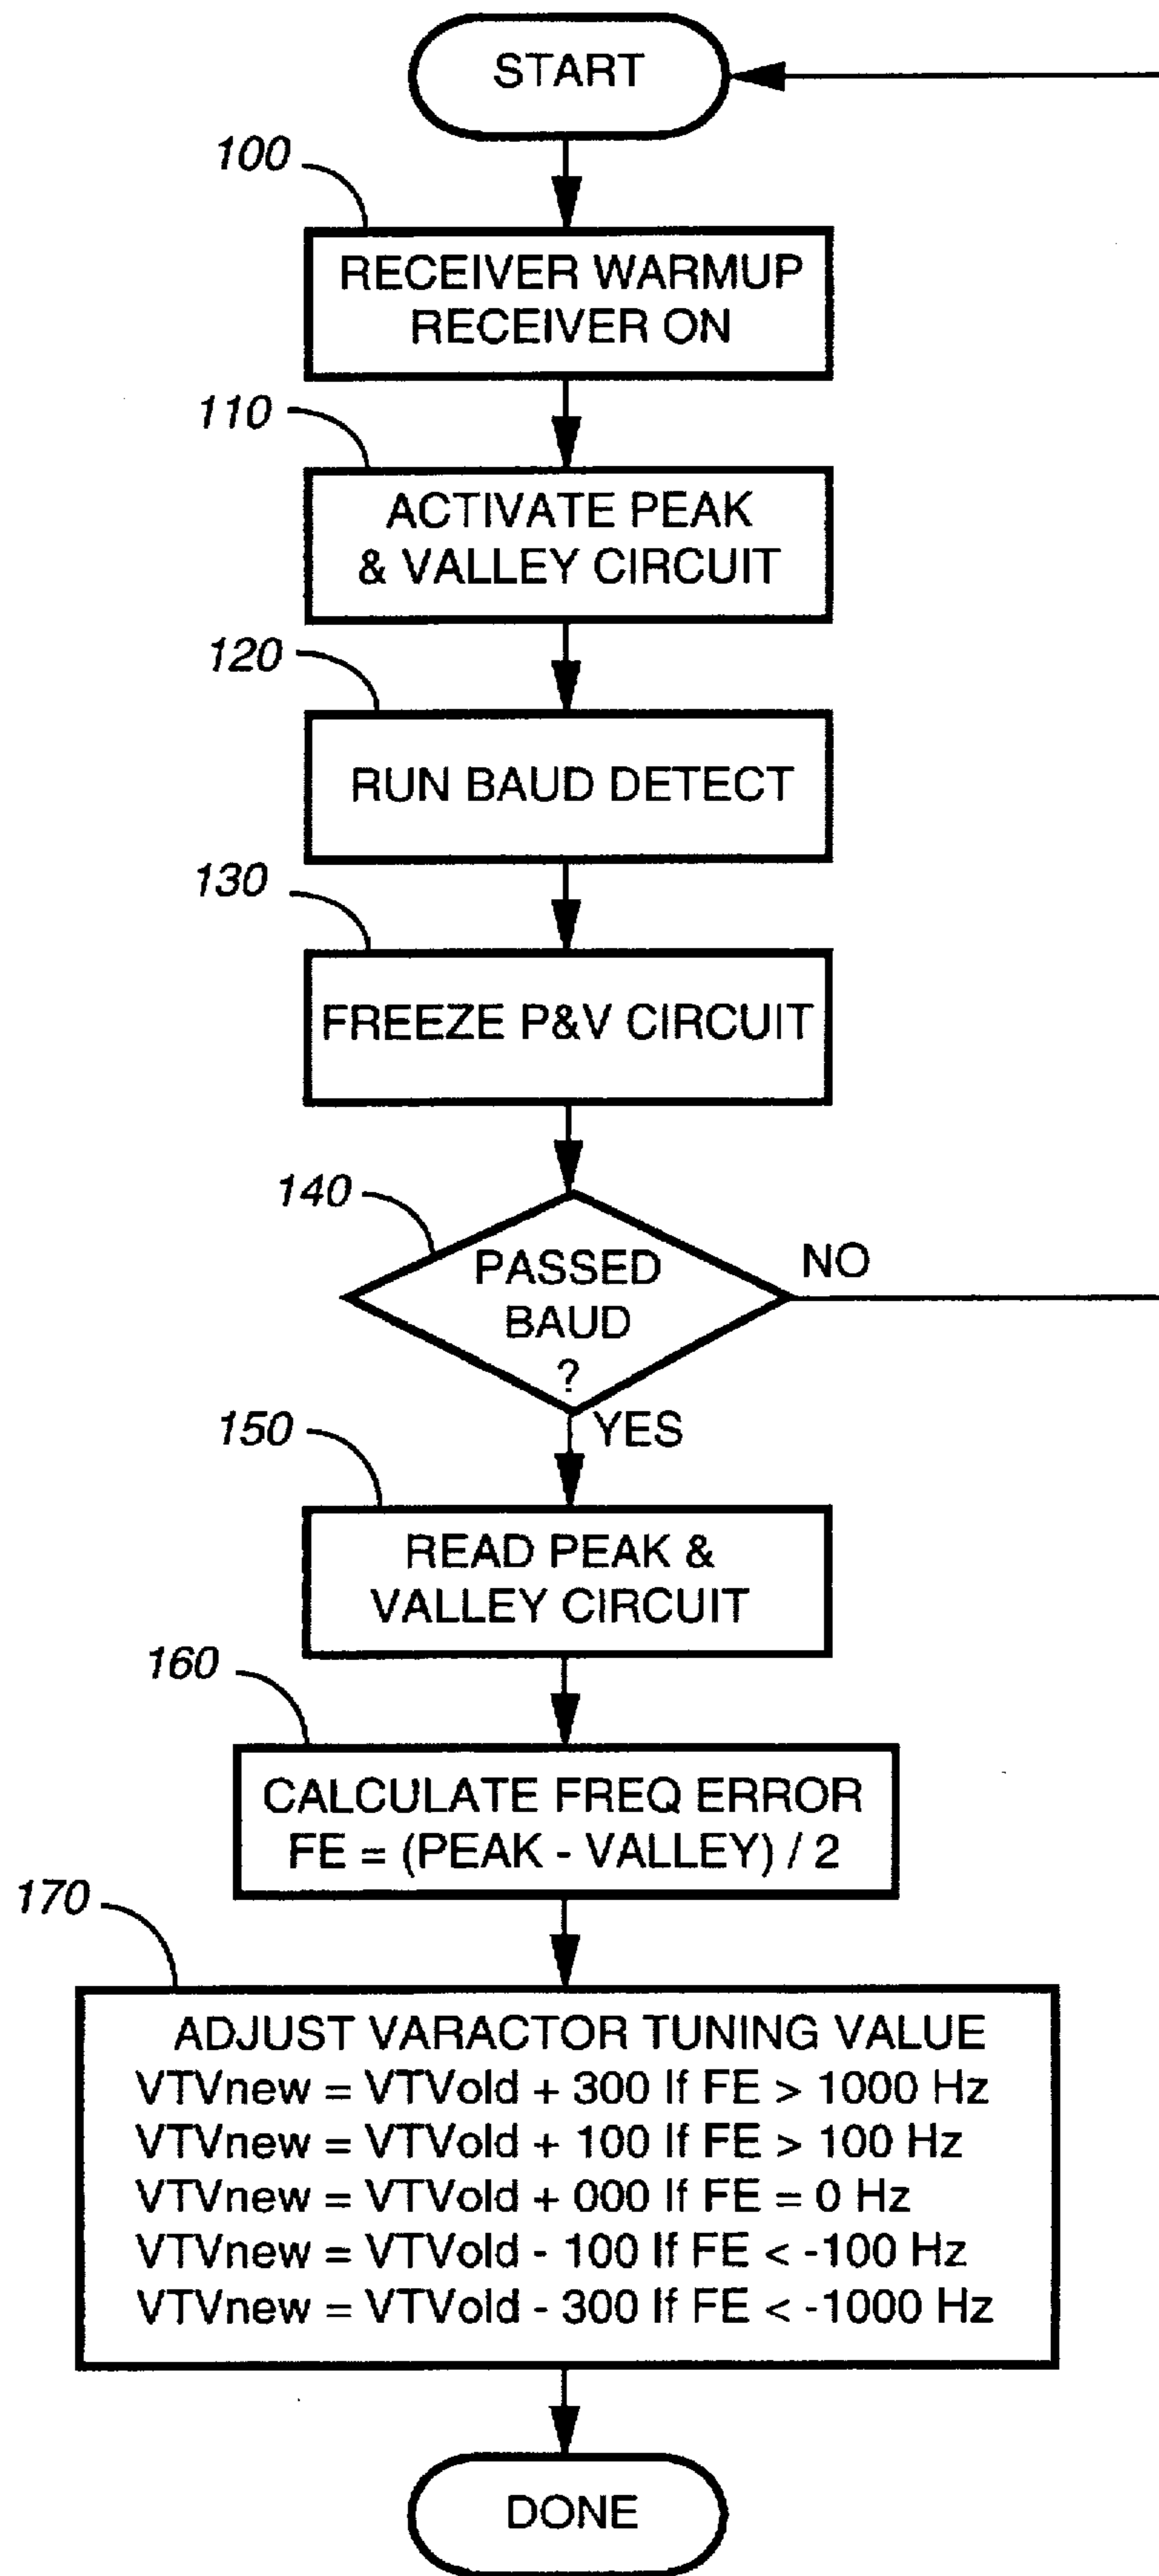 START
100
RECEIVER WARMUP
RECEIVER ON
110
ACTIVATE PEAK
& VALLEY CIRCUIT
120
RUN BAUD DETECT
130
FREEZE P&V CIRCUIT
140
PASSED
BAUD
?
NO
YES
150
READ PEAK &
VALLEY CIRCUIT
160
CALCULATE FREQ ERROR
FE = (PEAK - VALLEY) / 2
170
ADJUST VARACTOR TUNING VALUE
VTVnew = VTVold + 300 If FE > 1000 Hz
VTVnew = VTVold + 100 If FE > 100 Hz
VTVnew = VTVold + 000 If FE = 0 Hz
VTVnew = VTVold - 100 If FE < -100 Hz
VTVnew = VTVold - 300 If FE < -1000 Hz
DONE